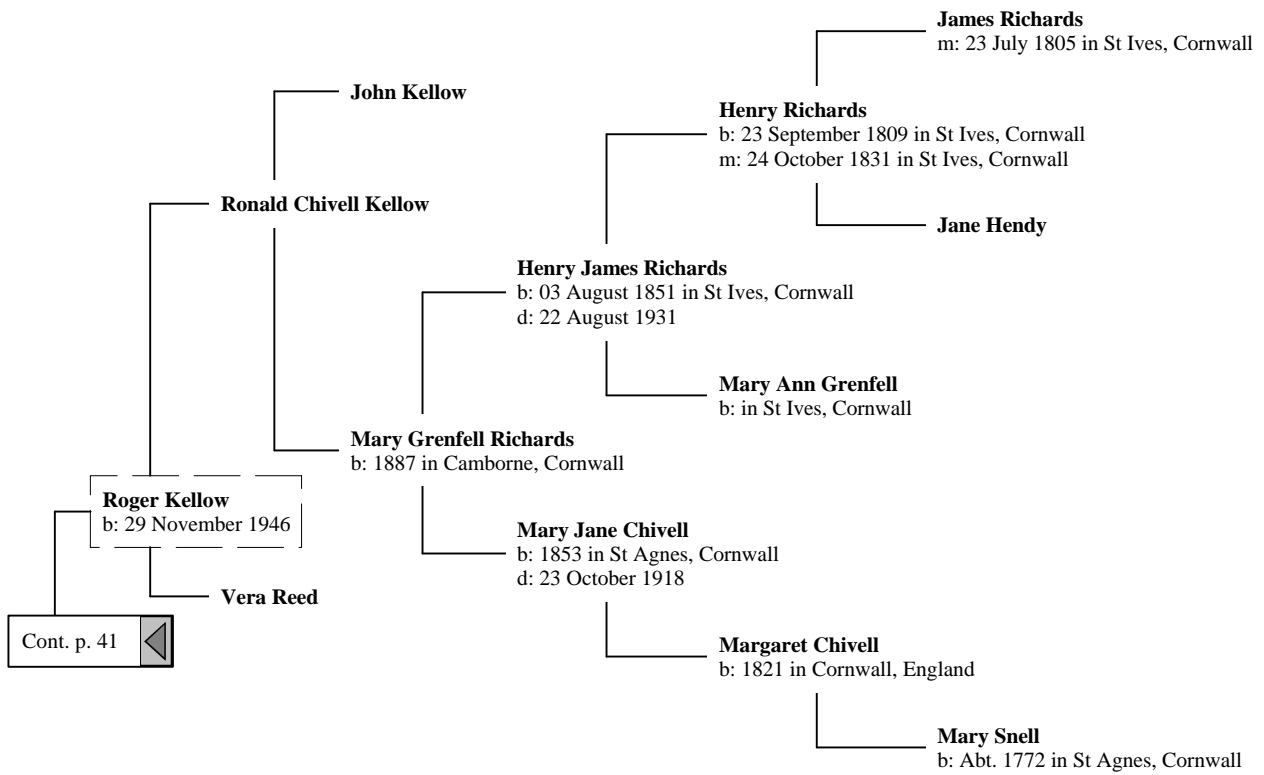 James Richards
m: 23 July 1805 in St Ives, Cornwall
John Kellow
Henry Richards
b: 23 September 1809 in St Ives, Cornwall
m: 24 October 1831 in St Ives, Cornwall
Ronald Chivell Kellow
Jane Hendy
Henry James Richards
b: 03 August 1851 in St Ives, Cornwall
d: 22 August 1931
Mary Ann Grenfell
b: in St Ives, Cornwall
Mary Grenfell Richards
b: 1887 in Camborne, Cornwall
Roger Kellow
b: 29 November 1946
Mary Jane Chivell
b: 1853 in St Agnes, Cornwall
d: 23 October 1918
Vera Reed
Cont. p. 41
Margaret Chivell
b: 1821 in Cornwall, England
Mary Snell
b: Abt. 1772 in St Agnes, Cornwall